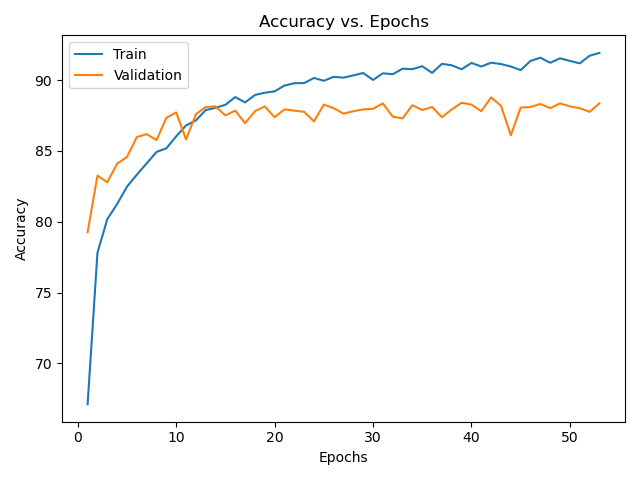 Accuracy vs. Epochs
Train
Validation
90
85
80
75
70
Accuracy
0 10 20 30 40 50
Epochs